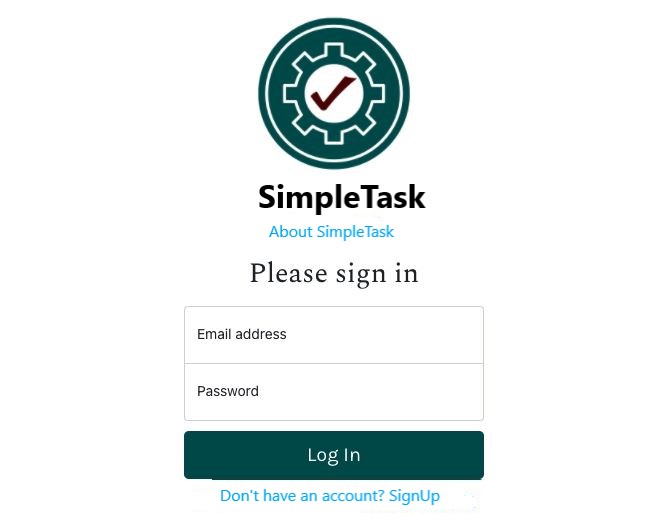 SimpleTask
About SimpleTask
Please sign in
Email address
Password
Log In
Don't have an account? SignUp